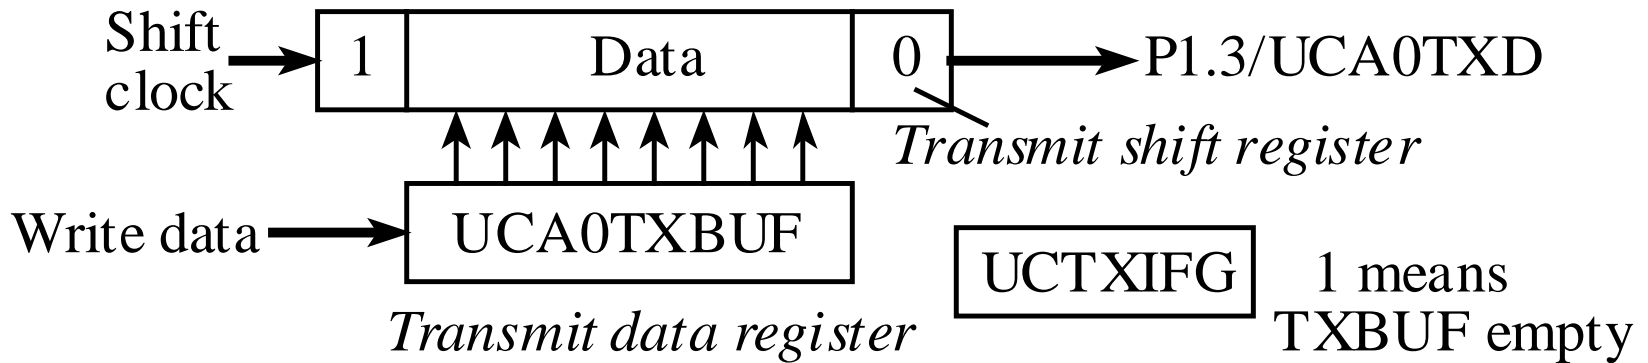 Shift
clock
1
Data
0
P1.3/UCA0TXD
Transmit shift register
Write data
UCA0TXBUF
UCTXIFG
1 means
TXBUF empty
Transmit data register